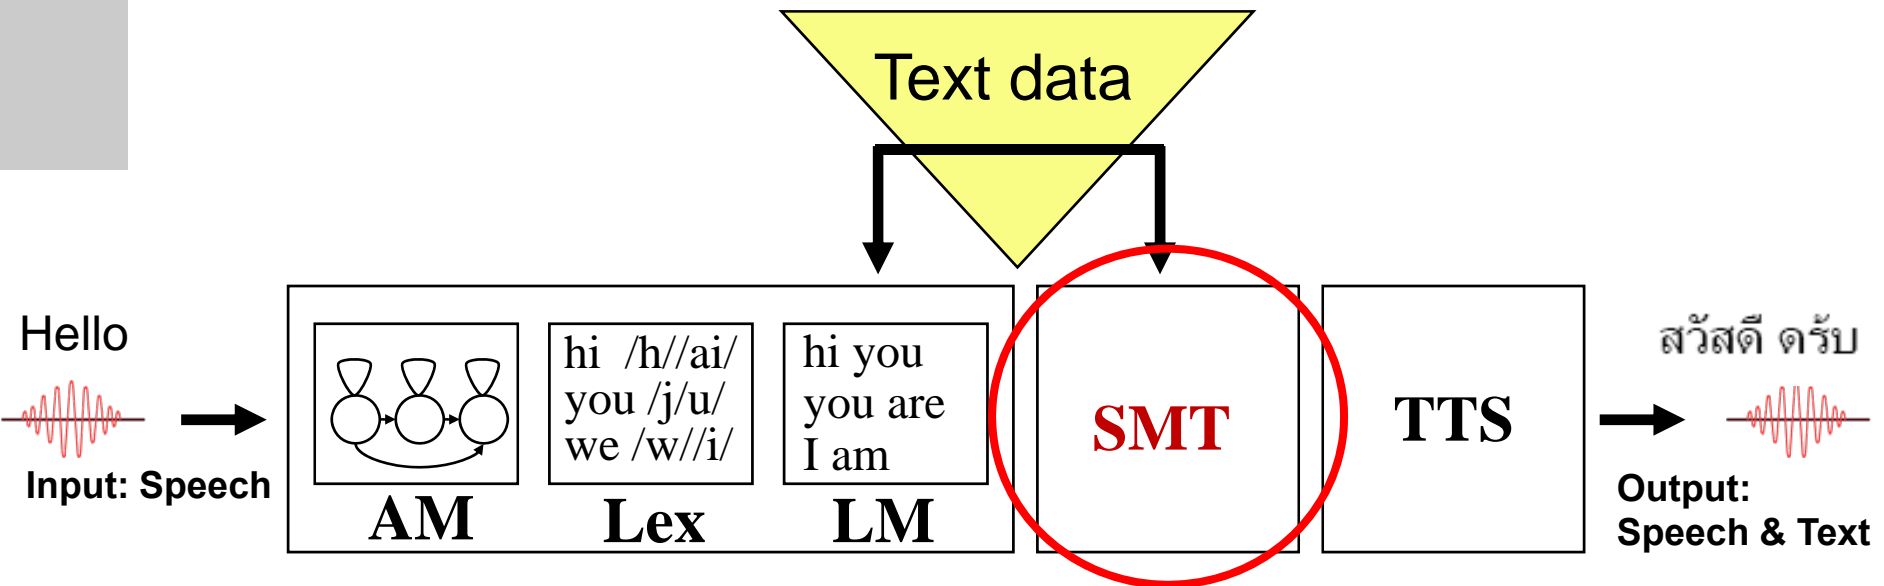 Text data
Hello
Input: Speech
hi /h//ai/
you /j/u/
we /w//i/
hi you
you are
I am
AM
Lex
LM
SMT
TTS
สวัสดี ดรับ
Output:
Speech & Text